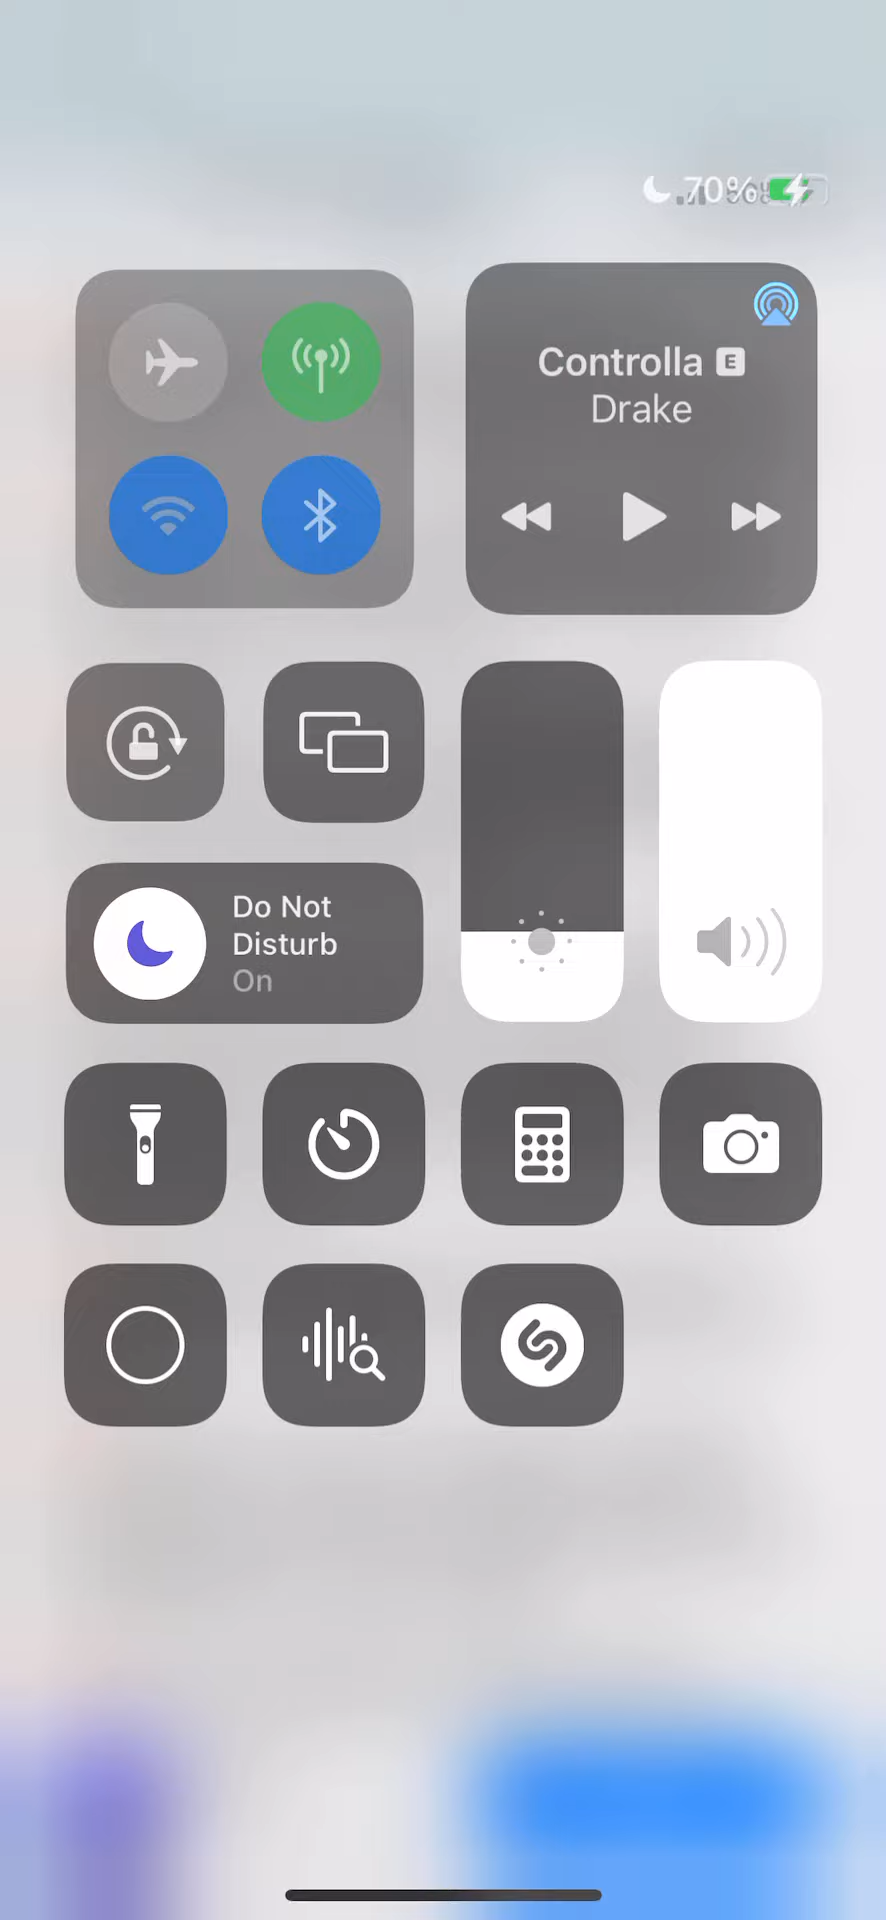 70%
Controlla E
Drake
Do Not
Disturb
On